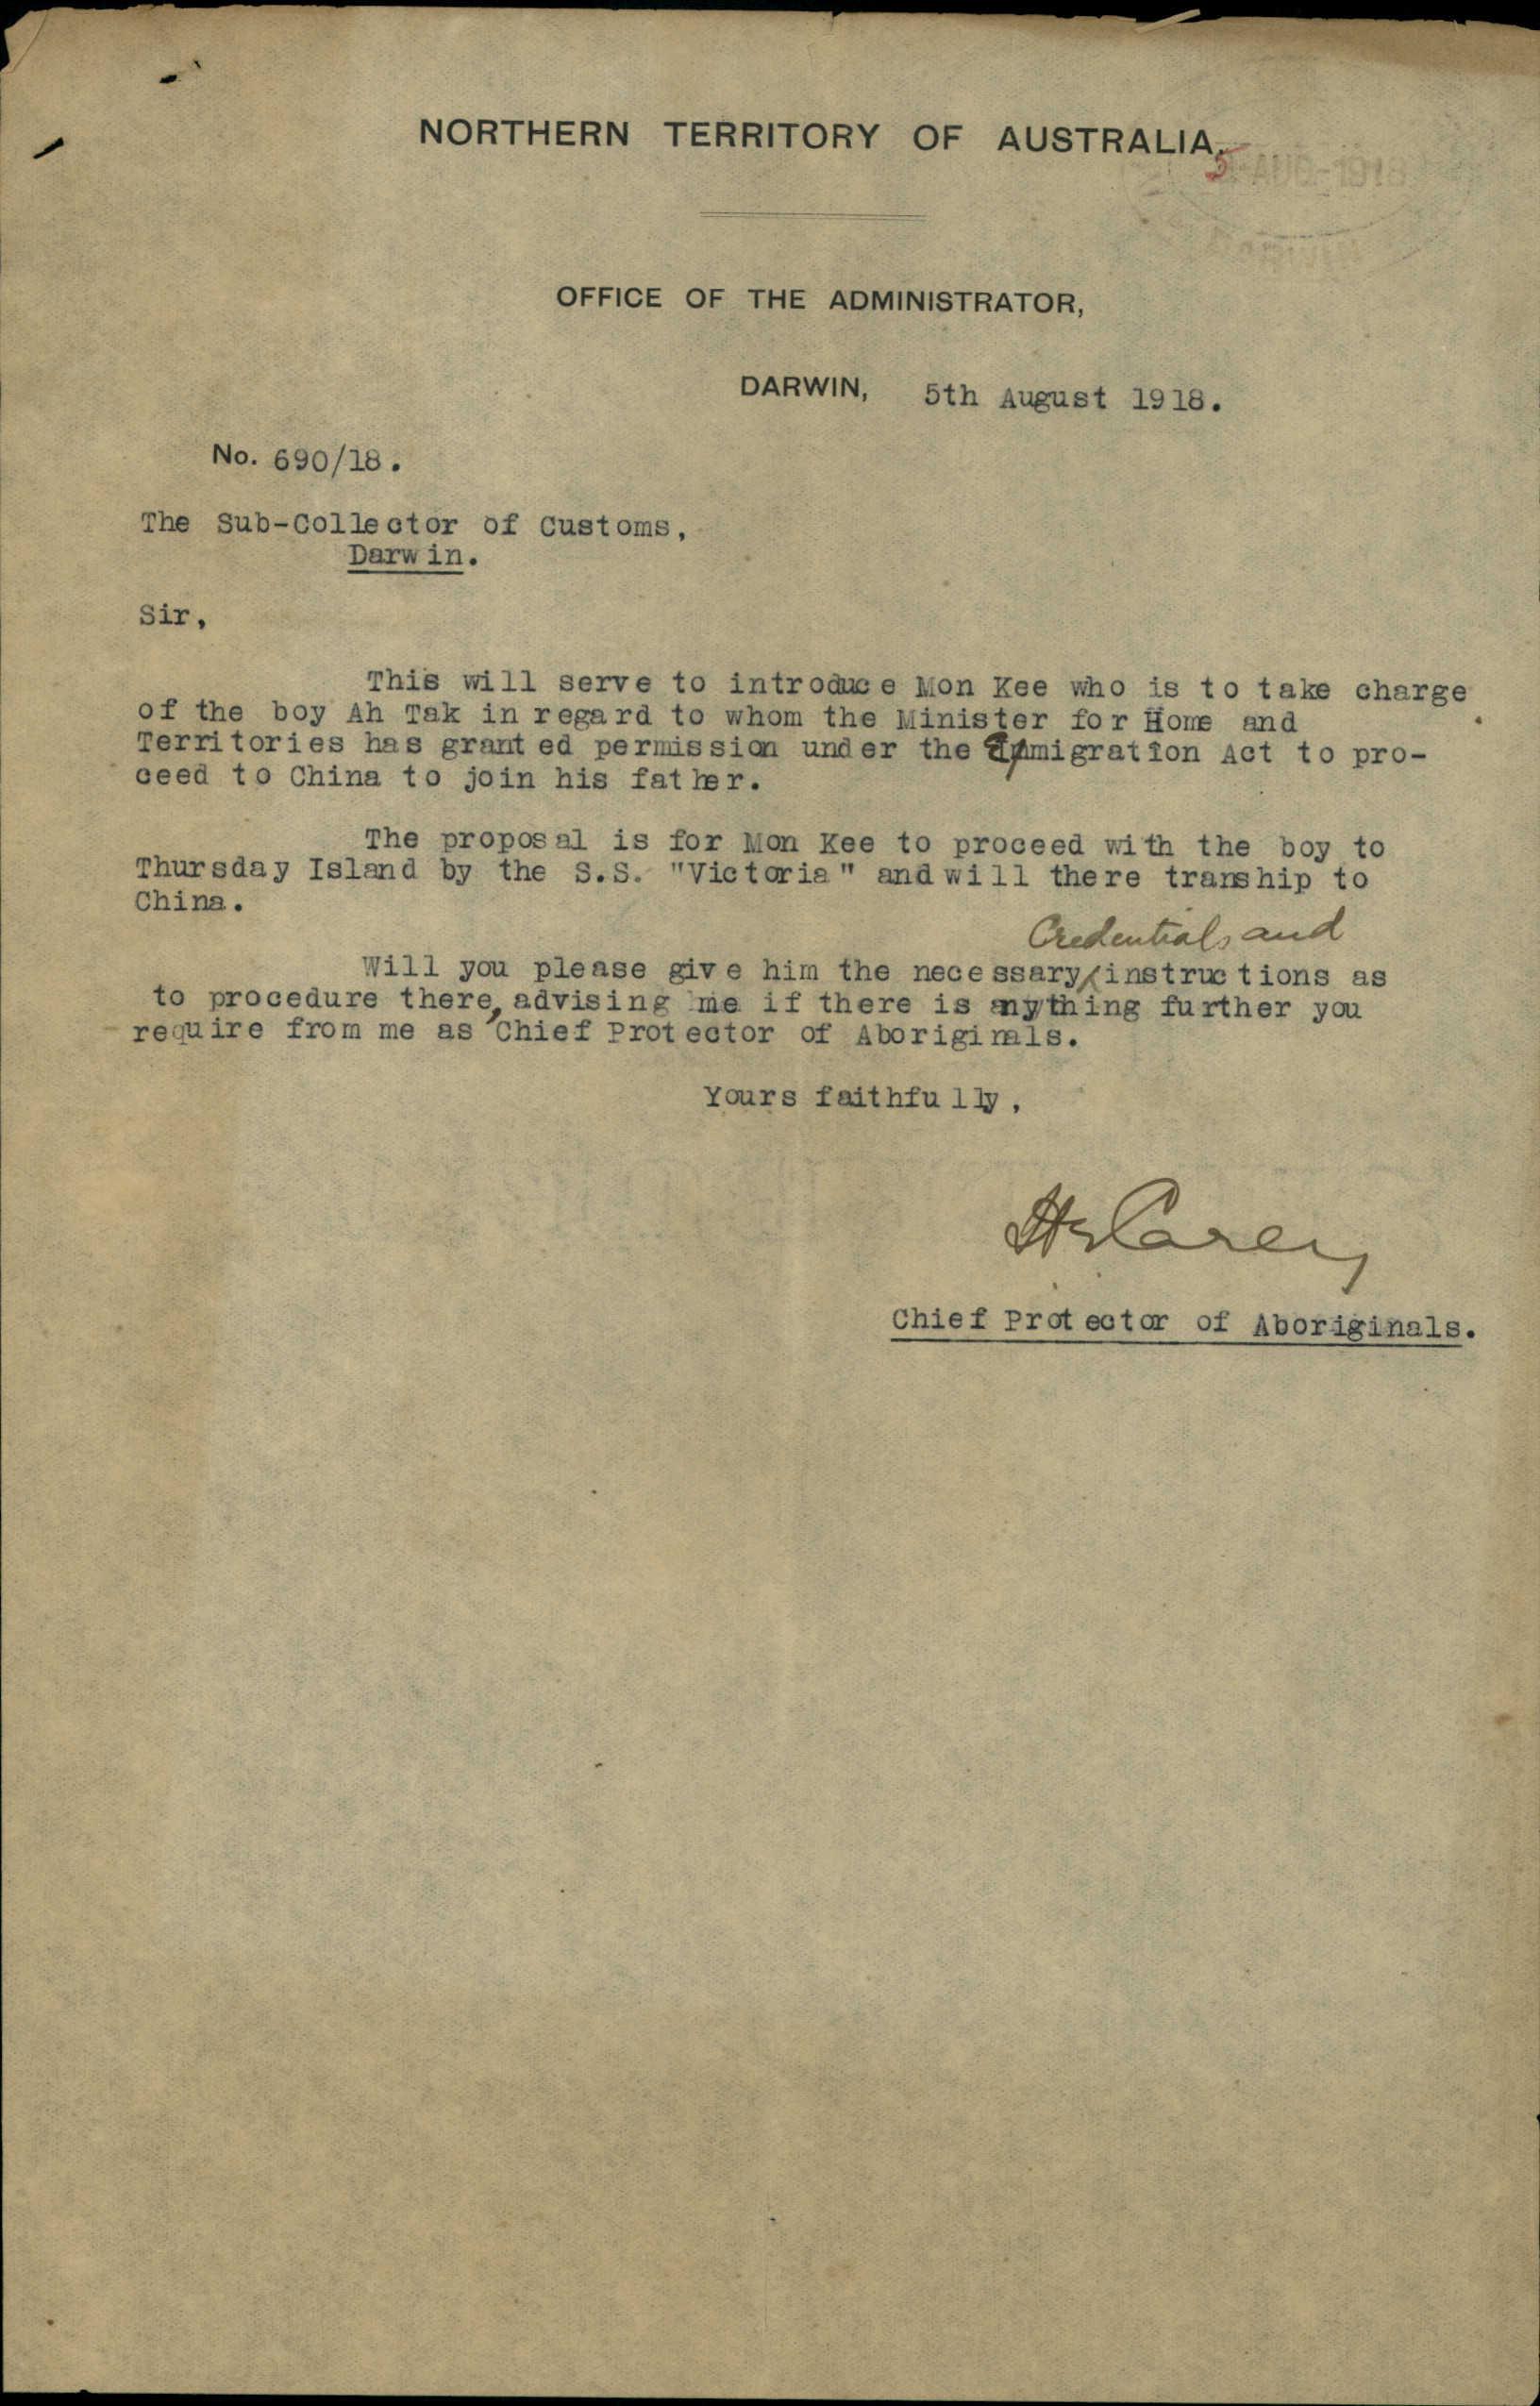 NORTHERN TERRITORY OF AUSTRALIA.
5 AUG 1918
OFFICE OF THE ADMINISTRATOR,
DARWIN, 5th August 1918.
No. 690/18.
The Sub-Collector of Customs,
Darwin.
Sir,
This will serve to introduce Mon Kee who is to take charge
of the boy Ah Tak in regard to whom the Minister for Home and
Territories has granted permission under the Emmigration Act to pro-
ceed to China to join his father.
The proposal is for Mon Kee to proceed with the boy to
Thursday Island by the S.S. "Victoria" and will there tranship to
China.
Credentials and
Will you please give him the necessary/instructions as
to procedure there, advising me if there is anything further you
require from me as Chief Protector of Aboriginals.
Yours faithfully,
H Carey
Chief Protector of Aboriginals.